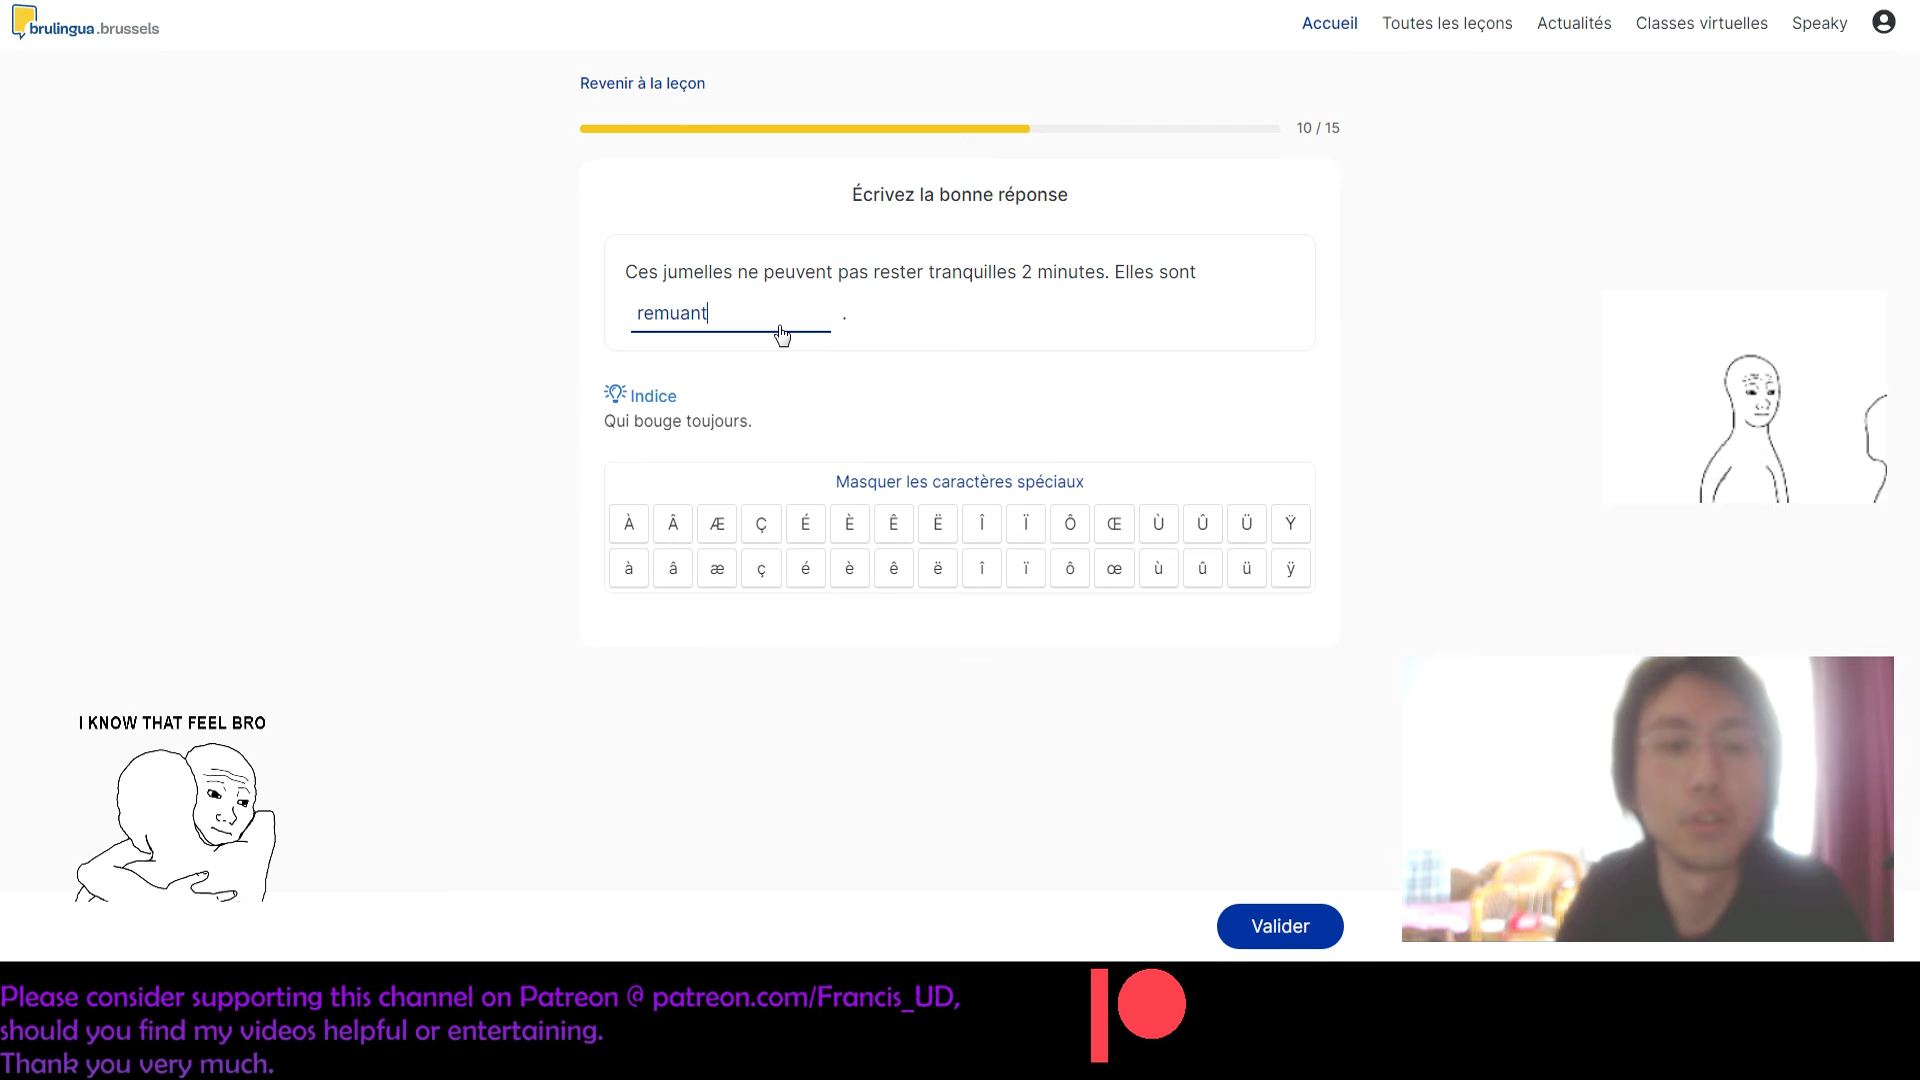 brulingua.brussels
Accueil
Toutes les leçons
Actualités
Classes virtuelles
Speaky
Revenir à la leçon
10 / 15
Écrivez la bonne réponse
Ces jumelles ne peuvent pas rester tranquilles 2 minutes. Elles sont
remuant .
Indice
Qui bouge toujours.
Masquer les caractères spéciaux
À Â Æ Ç É È Ê Ë Î Ï Ô Œ Ù Û Ü Ÿ
à â æ ç é è ê ë î ï ô œ ù û ü ÿ
I KNOW THAT FEEL BRO
Valider
Please consider supporting this channel on Patreon @ patreon.com/Francis_UD,
should you find my videos helpful or entertaining.
Thank you very much.